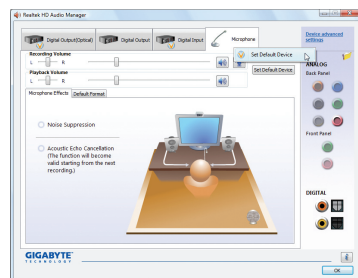 Realtek HD Audio Manager
Digital Output(Optical)
Digital Output
Digital Input
Microphone
Device advanced
settings
Set Default Device
Recording Volume
L R
Set Default Device
Playback Volume
L R
ANALOG
Back Panel
Microphone Effects
Default Format
Noise Suppression
Acoustic Echo Cancellation
(The function will become
valid starting from the next
recording.)
Front Panel
DIGITAL
GIGABYTE
TECHNOLOGY
i
OK